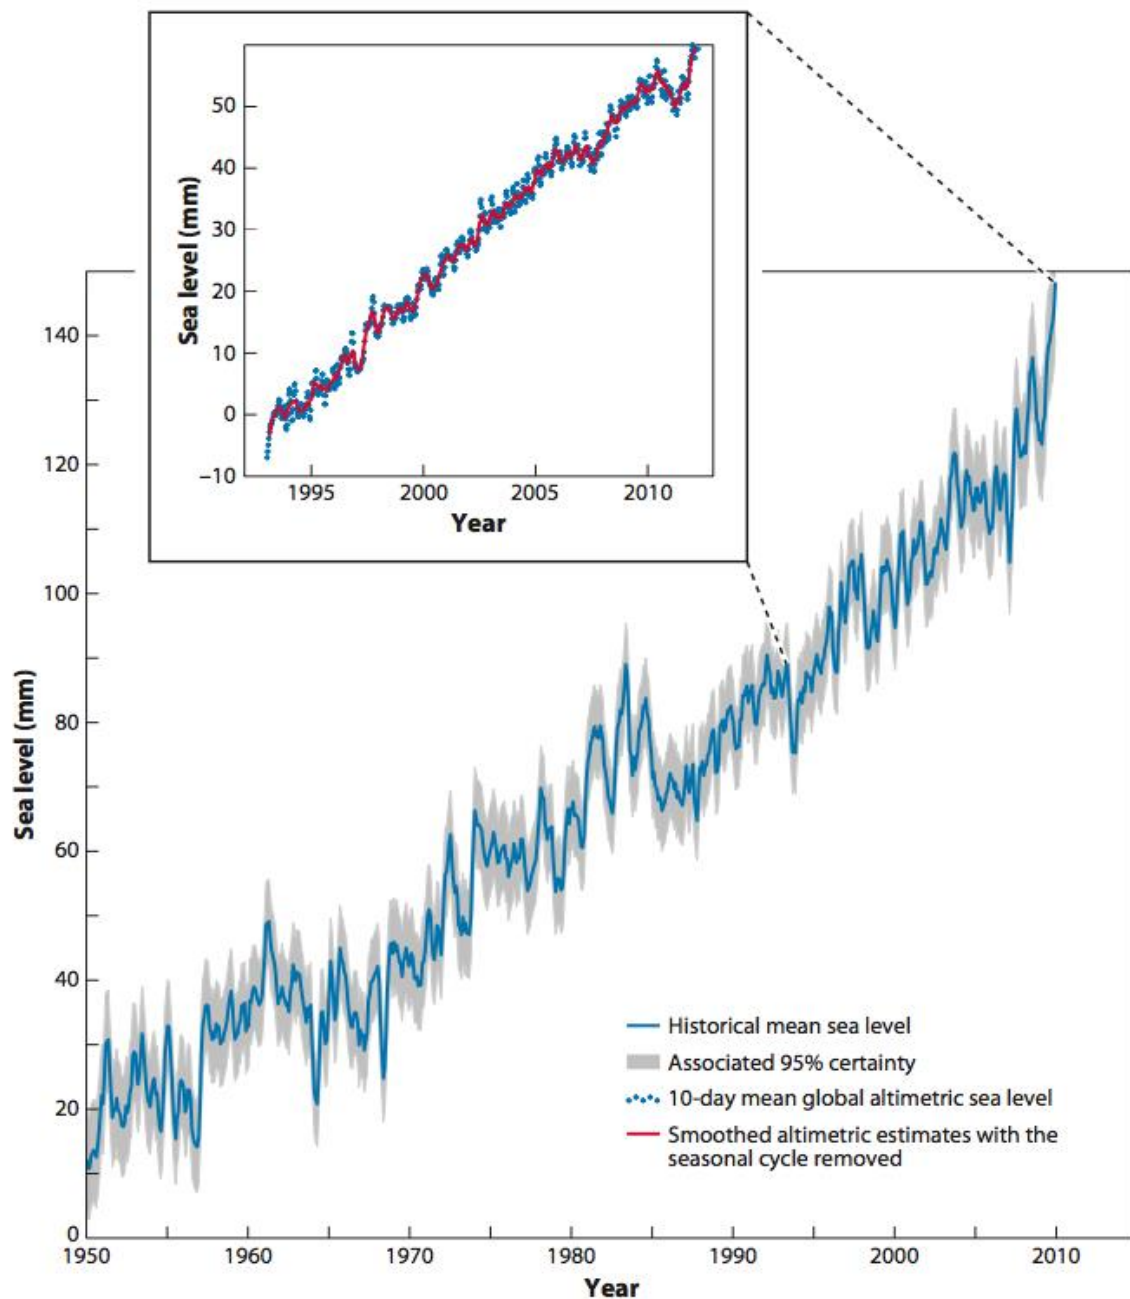 50
40
30
20
10
0
−10
Sea level (mm)
1995 2000 2005 2010
Year
140
120
100
80
60
40
20
0
Sea level (mm)
Historical mean sea level
Associated 95% certainty
10-day mean global altimetric sea level
Smoothed altimetric estimates with the
seasonal cycle removed
1950 1960 1970 1980 1990 2000 2010
Year